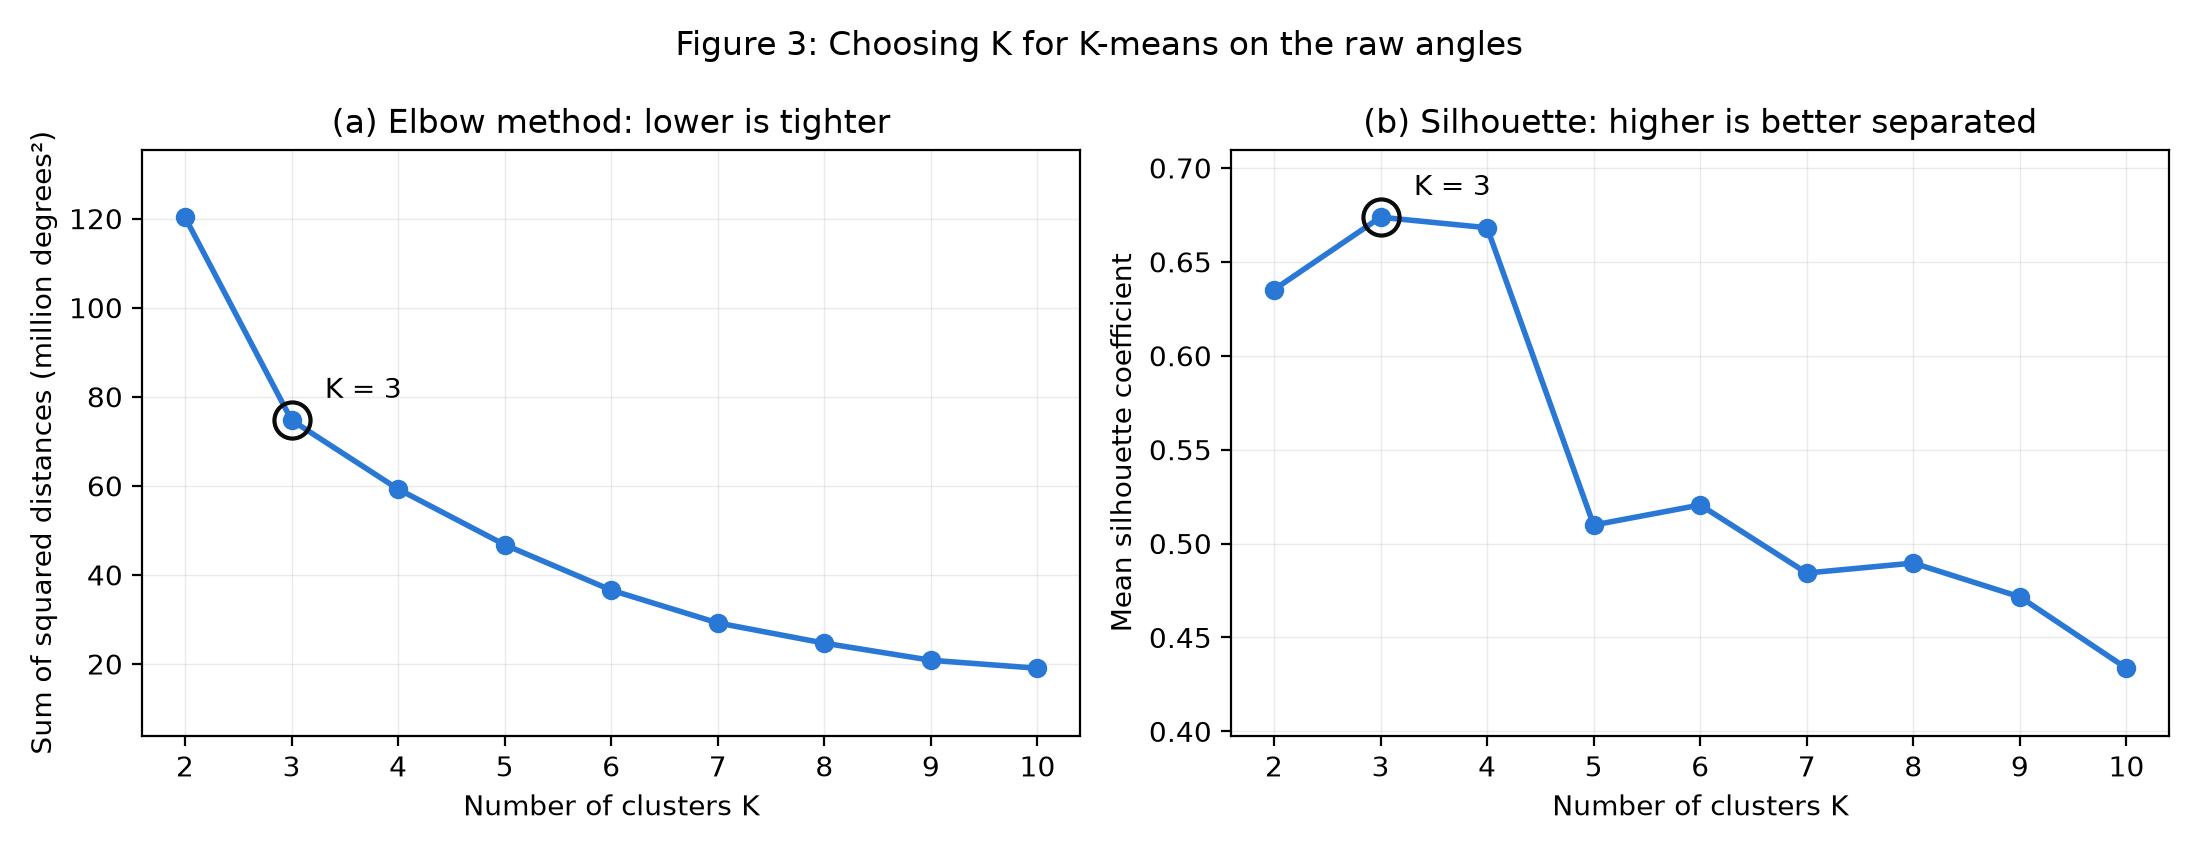 Figure 3: Choosing K for K-means on the raw angles
(a) Elbow method: lower is tighter
Sum of squared distances (million degrees²)
120
100
80
60
40
20
K = 3
2 3 4 5 6 7 8 9 10
Number of clusters K
(b) Silhouette: higher is better separated
Mean silhouette coefficient
0.70
0.65
0.60
0.55
0.50
0.45
0.40
K = 3
2 3 4 5 6 7 8 9 10
Number of clusters K